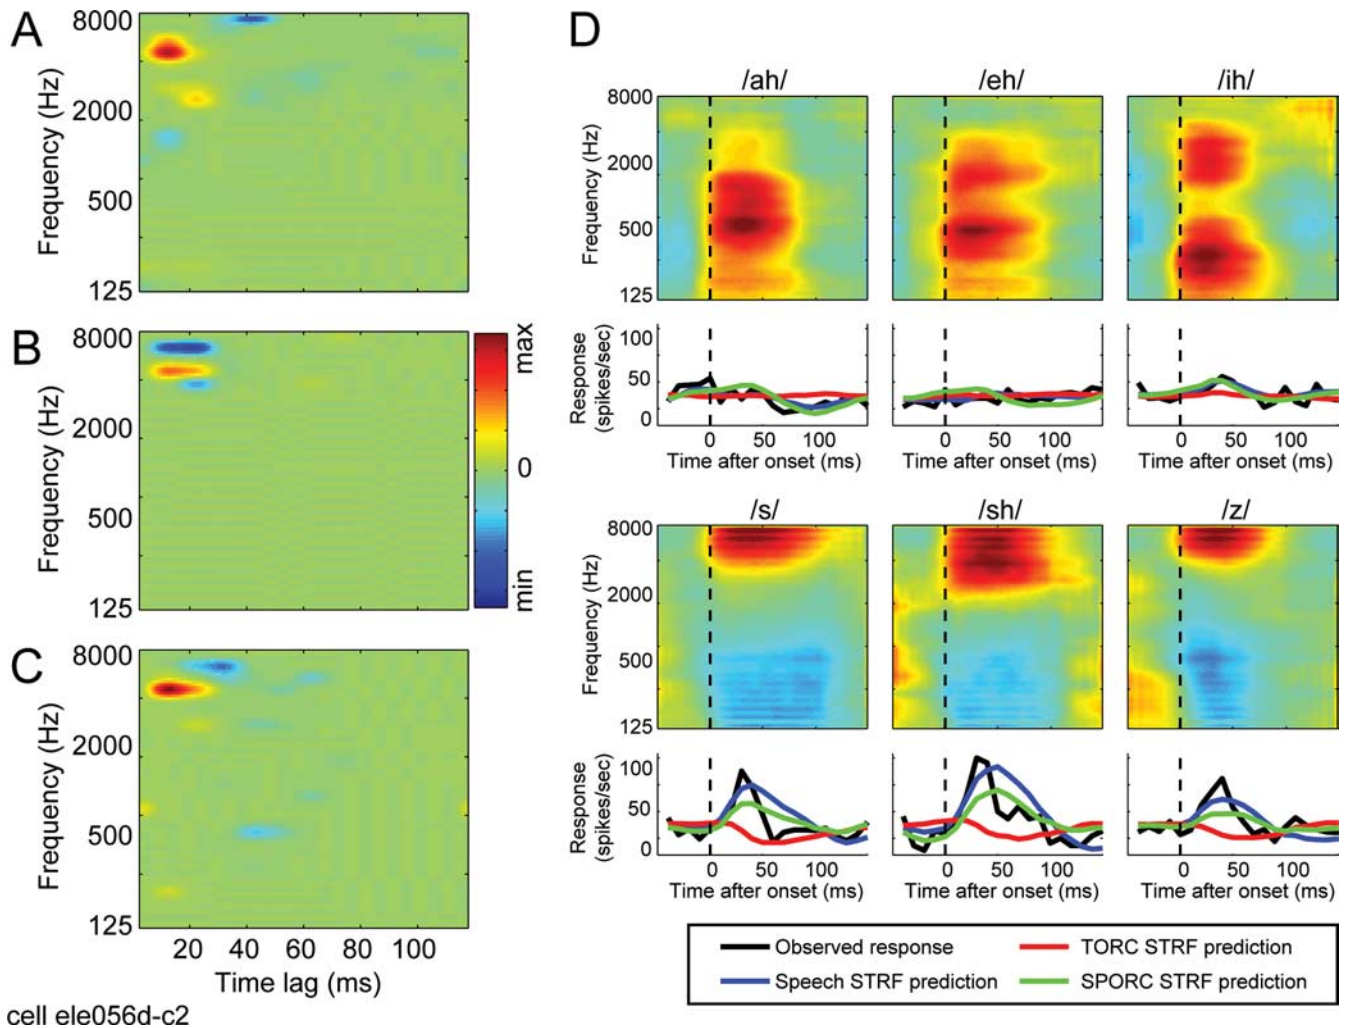 A
Frequency (Hz)
8000
2000
500
125
B
Frequency (Hz)
8000
2000
500
125
max
0
min
C
Frequency (Hz)
8000
2000
500
125
20 40 60 80 100
Time lag (ms)
cell ele056d-c2
D
/ah/ /eh/ /ih/
Frequency (Hz)
8000
2000
500
125
Response
(spikes/sec)
100
50
0
0 50 100 0 50 100 0 50 100
Time after onset (ms) Time after onset (ms) Time after onset (ms)
/s/ /sh/ /z/
Frequency (Hz)
8000
2000
500
125
Response
(spikes/sec)
100
50
0
0 50 100 0 50 100 0 50 100
Time after onset (ms) Time after onset (ms) Time after onset (ms)
Observed response TORC STRF prediction
Speech STRF prediction SPORC STRF prediction